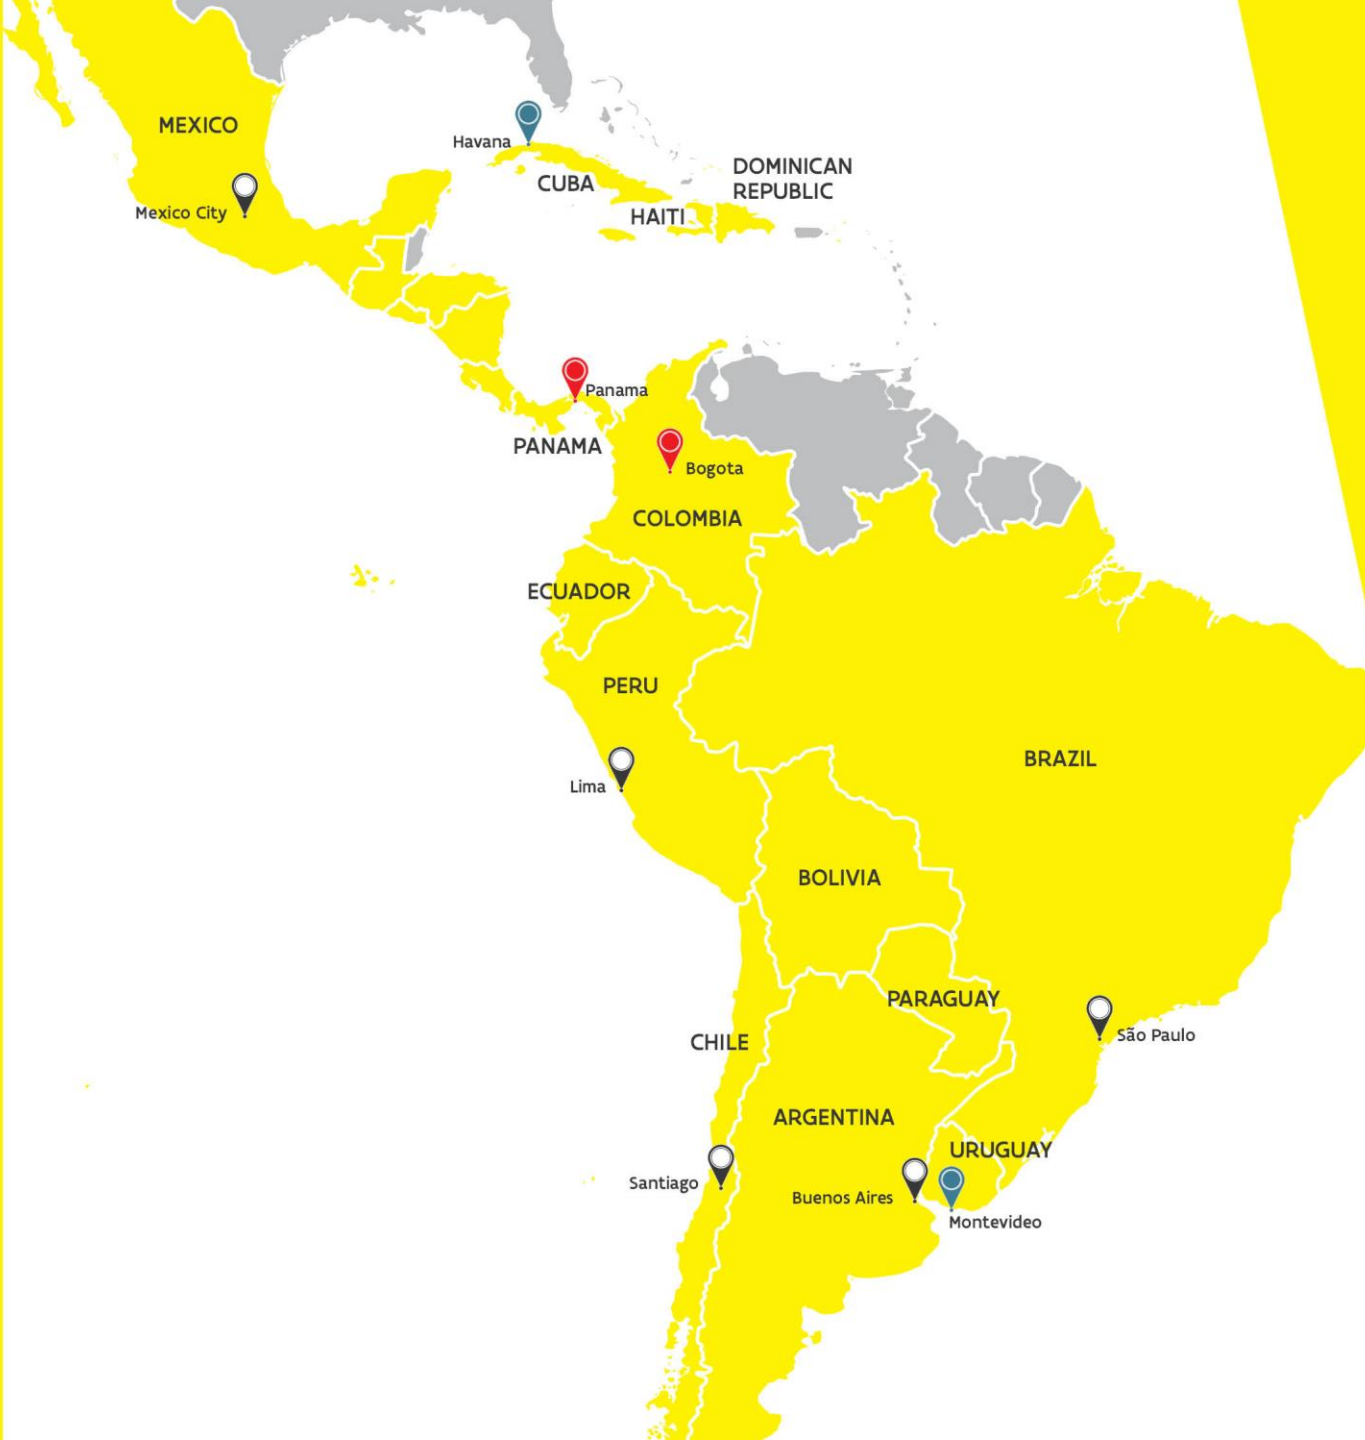 MEXICO
Havana
DOMINICAN
REPUBLIC
CUBA
Mexico City
HAITI
Panama
PANAMA
Bogota
COLOMBIA
ECUADOR
PERU
BRAZIL
Lima
BOLIVIA
PARAGUAY
São Paulo
CHILE
ARGENTINA
URUGUAY
Santiago
Buenos Aires
Montevideo